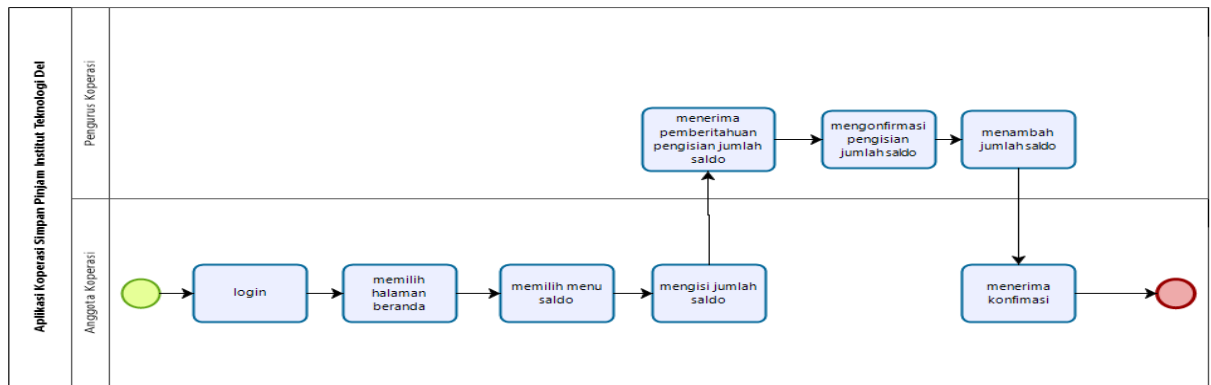 Aplikasi Koperasi Simpan Pinjam Institut Teknologi Del
Pengurus Koperasi
menerima
pemberitahuan
pengisian jumlah
saldo
mengonfirmasi
pengisian
jumlah saldo
menambah
jumlah saldo
Anggota Koperasi
login
memilih
halaman
beranda
memilih menu
saldo
mengisi jumlah
saldo
menerima
konfimasi